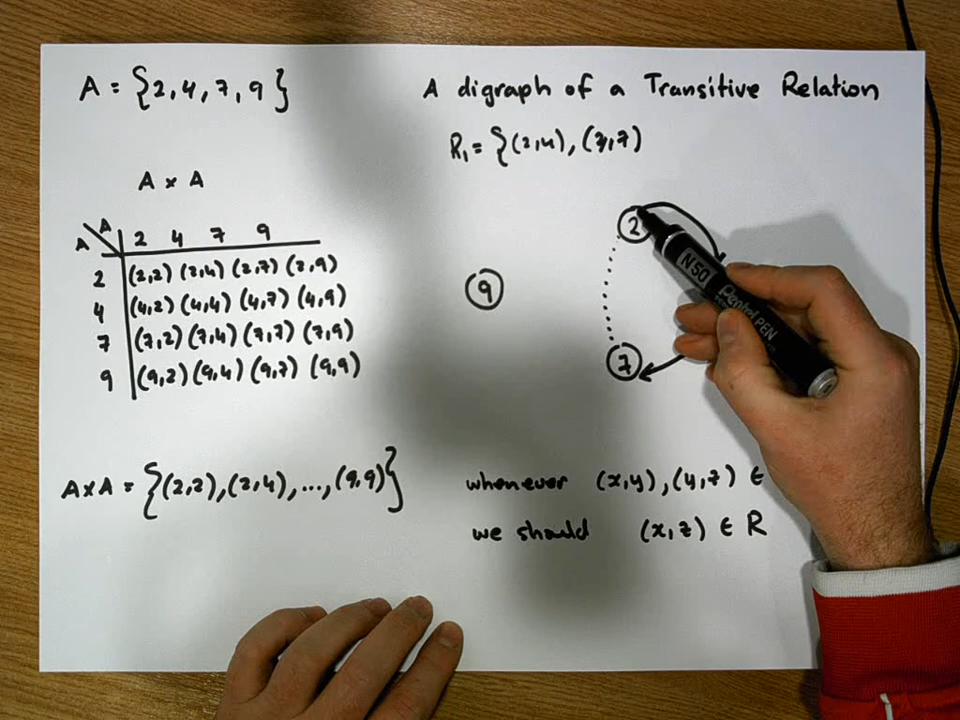 A = {2, 4, 7, 9}
A digraph of a Transitive Relation
R₁ = {(2,4), (7,7)
A x A
A A 2 4 7 9
2 (2,2) (2,4) (2,7) (2,9)
4 (4,2) (4,4) (4,7) (4,9)
7 (7,2) (7,4) (7,7) (7,9)
9 (9,2) (9,4) (9,7) (9,9)
2
9
7
N50
Pentel PEN
AxA = {(2,2), (2,4), ..., (9,9)}
whenever (x,y), (y,z) ∈
we should (x,z) ∈ R